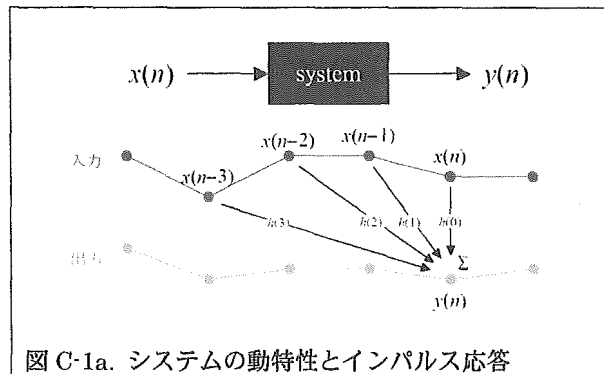 x(n) system y(n)
x(n−2) x(n−1)
入力 x(n−3) x(n)
h(3) h(2) h(1) h(0)
出力 Σ
y(n)
図 C-1a. システムの動特性とインパルス応答